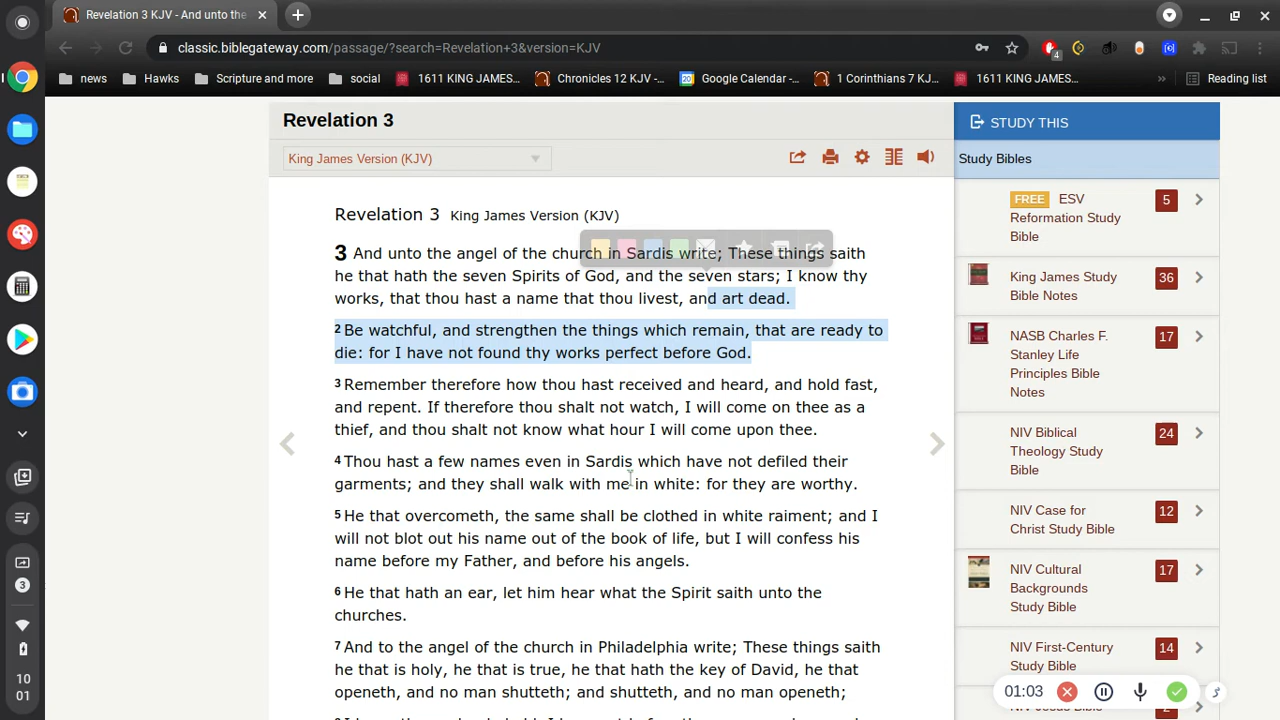 Revelation 3 KJV - And unto the
classic.biblegateway.com/passage/?search=Revelation+3&version=KJV
4
news
Hawks
Scripture and more
social
1611 KING JAMES...
Chronicles 12 KJV -...
Google Calendar -...
1 Corinthians 7 KJ...
1611 KING JAMES...
»
Reading list
Revelation 3
King James Version (KJV)
Revelation 3 King James Version (KJV)
3 And unto the angel of the church in Sardis write; These things saith
he that hath the seven Spirits of God, and the seven stars; I know thy
works, that thou hast a name that thou livest, and art dead.
2 Be watchful, and strengthen the things which remain, that are ready to
die: for I have not found thy works perfect before God.
3 Remember therefore how thou hast received and heard, and hold fast,
and repent. If therefore thou shalt not watch, I will come on thee as a
thief, and thou shalt not know what hour I will come upon thee.
4 Thou hast a few names even in Sardis which have not defiled their
garments; and they shall walk with me in white: for they are worthy.
5 He that overcometh, the same shall be clothed in white raiment; and I
will not blot out his name out of the book of life, but I will confess his
name before my Father, and before his angels.
6 He that hath an ear, let him hear what the Spirit saith unto the
churches.
7 And to the angel of the church in Philadelphia write; These things saith
he that is holy, he that is true, he that hath the key of David, he that
openeth, and no man shutteth; and shutteth, and no man openeth;
STUDY THIS
Study Bibles
FREE ESV
Reformation Study
Bible
5
King James Study
Bible Notes
36
NASB Charles F.
Stanley Life
Principles Bible
Notes
17
NIV Biblical
Theology Study
Bible
24
NIV Case for
Christ Study Bible
12
NIV Cultural
Backgrounds
Study Bible
17
NIV First-Century
Study Bible
14
01:03
3
10
01